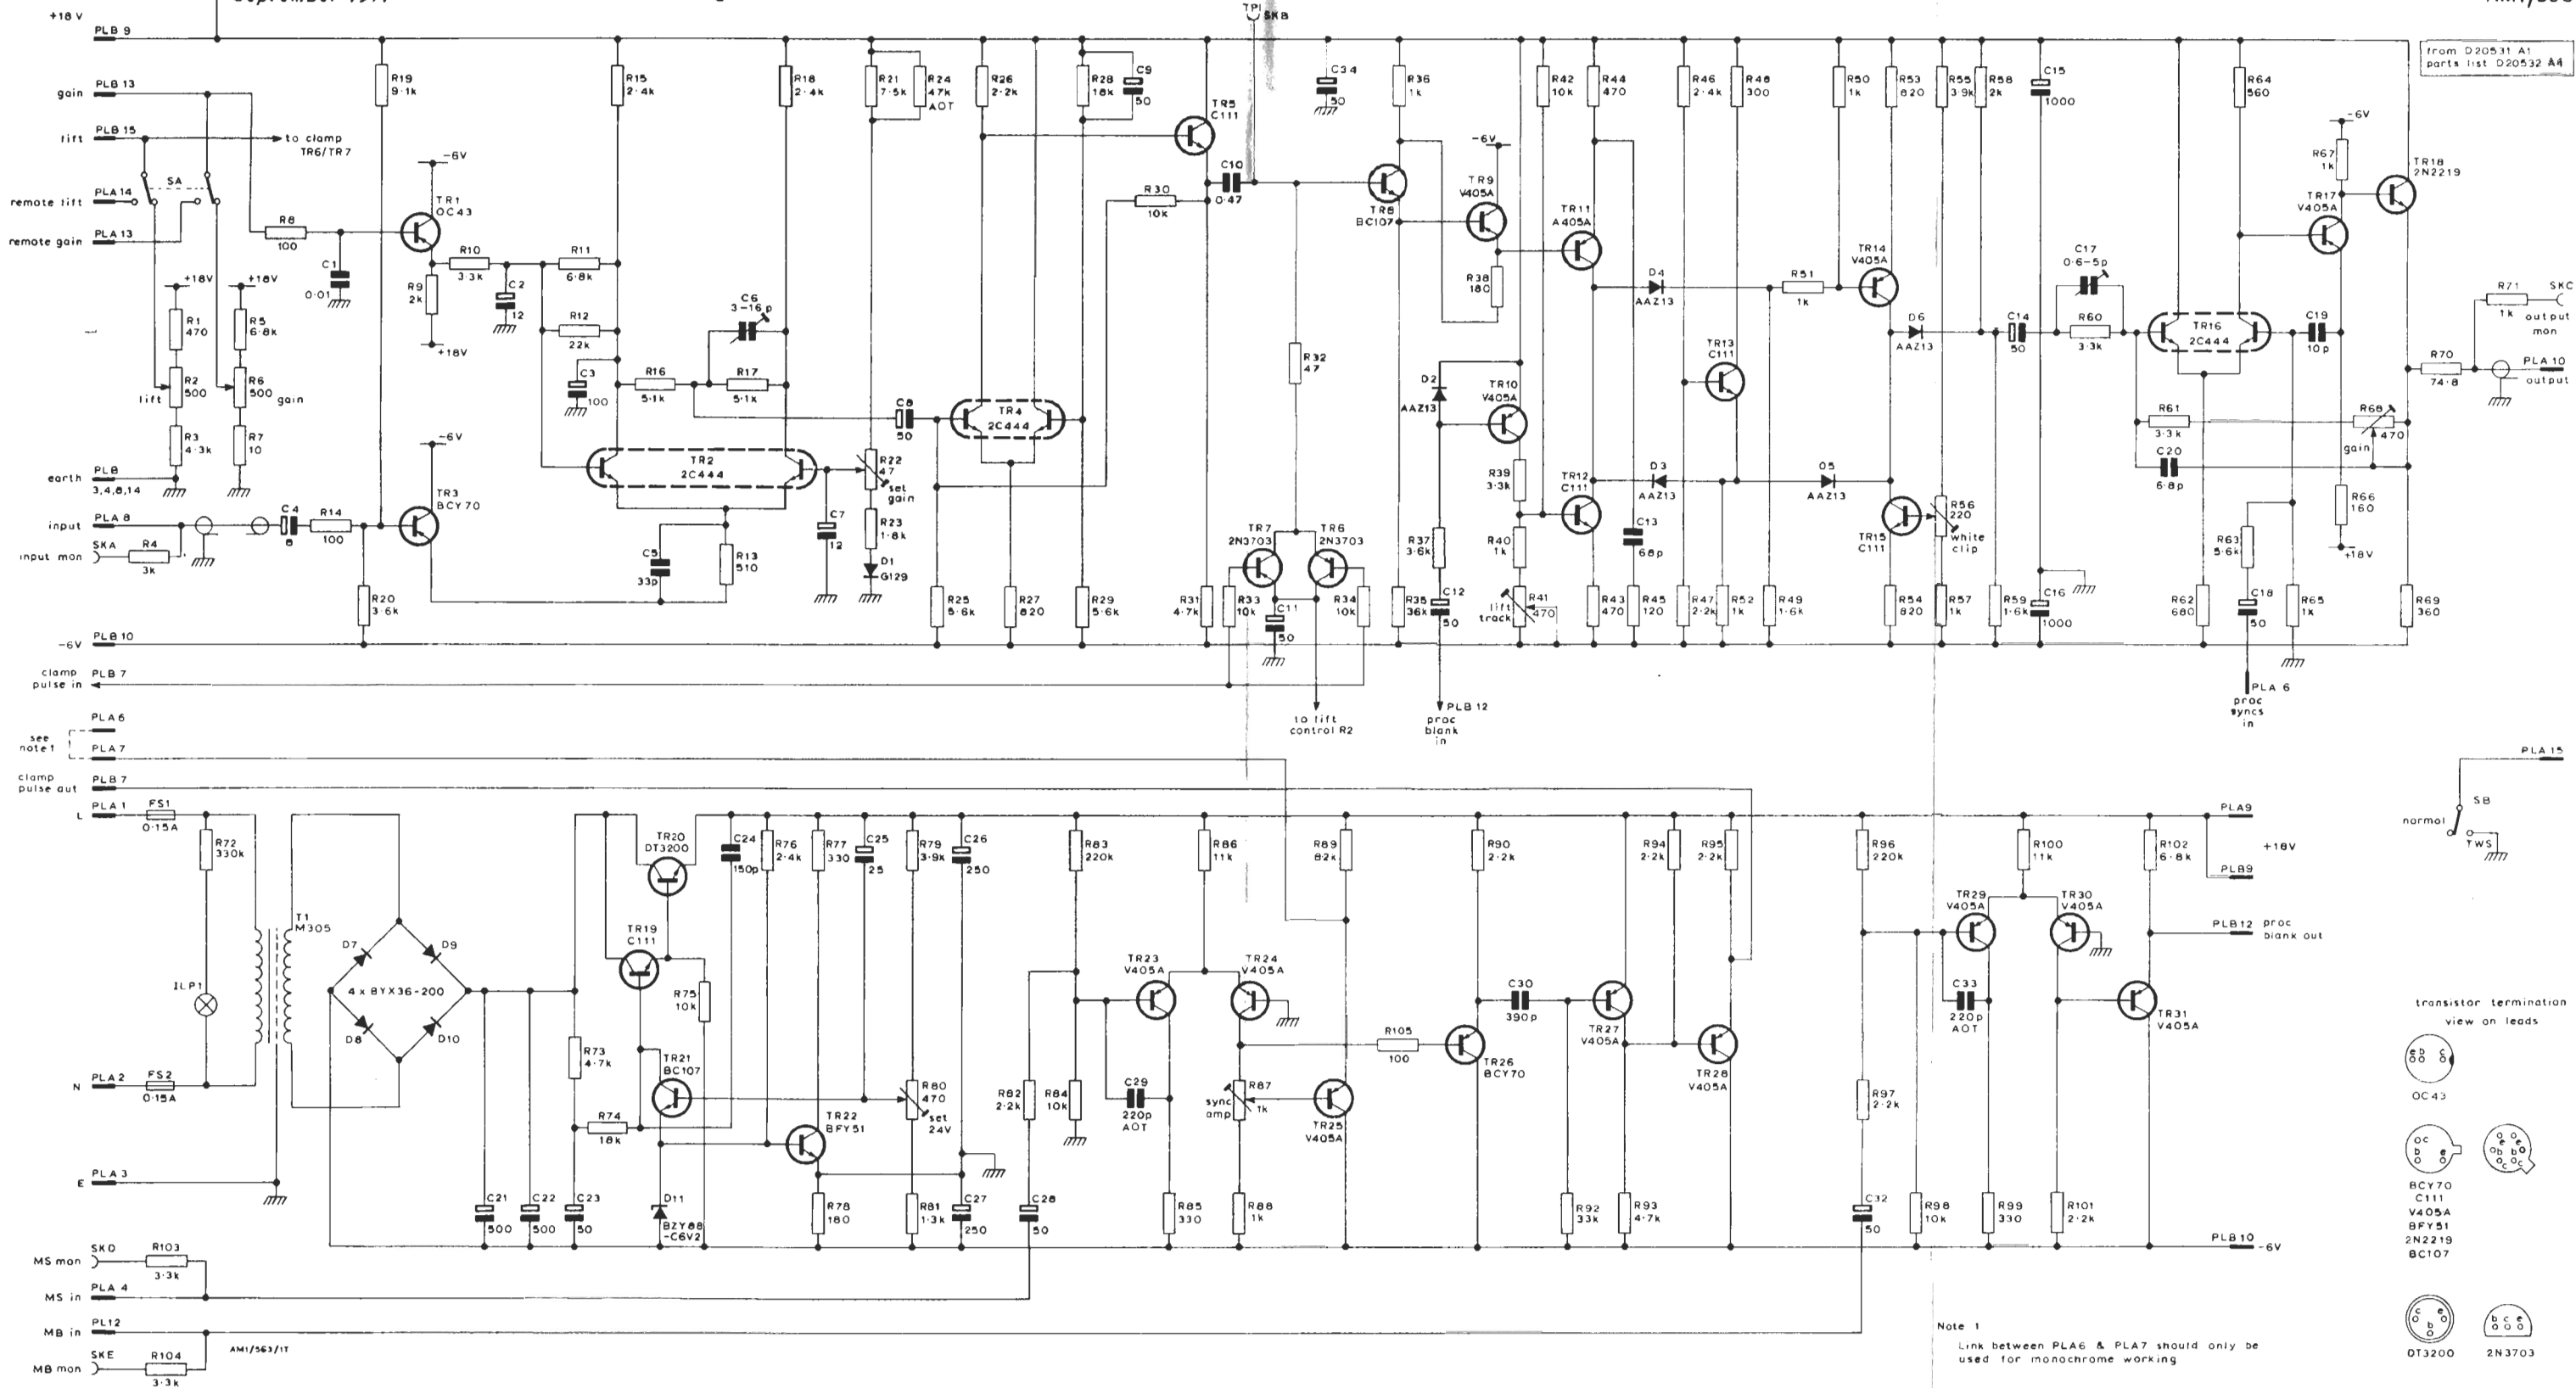 +18 V
PLB 9
TP1
SKB
from D20531 A1
parts list D20532 A4
gain
PLB 13
lift
PLB 15
to clamp
TR6/TR7
SA
PLA 14
remote lift
PLA 13
remote gain
R8
100
C1
0.01
+18V
+18V
R1
470
R5
6.8k
R2
500
lift
R6
500
gain
R3
4.3k
R7
10
earth
PLB
3,4,8,14
input
PLA 8
SKA
input mon
R4
3k
C4
8
R14
100
R19
9.1k
-6V
TR1
OC43
R9
2k
+18V
R10
3.3k
C2
12
R11
6.8k
R12
22k
C3
100
R15
2.4k
R16
5.1k
C6
3-16p
R17
5.1k
R18
2.4k
TR2
2C444
-6V
TR3
BCY70
R20
3.6k
C5
33p
R13
510
C7
12
R21
7.5k
R24
47k
AOT
R22
47
set
gain
R23
1.8k
D1
G129
C8
50
R26
2.2k
R28
18k
C9
50
TR4
2C444
R25
5.6k
R27
820
R29
5.6k
R30
10k
TR5
C111
C10
0.47
R31
4.7k
R32
47
TR7
2N3703
TR6
2N3703
R33
10k
C11
50
R34
10k
C34
50
R36
1k
TR8
BC107
-6V
TR9
V405A
R38
180
D2
AAZ13
TR10
V405A
R37
3.6k
R39
3.3k
R40
1k
R35
36k
C12
50
lift
track
R41
470
R42
10k
R44
470
TR11
A405A
D4
AAZ13
TR12
C111
D3
AAZ13
C13
68p
R43
470
R45
120
R46
2.4k
R48
300
TR13
C111
R47
2.2k
R52
1k
R49
1.6k
R50
1k
R51
1k
R53
820
TR14
V405A
D6
AAZ13
D5
AAZ13
TR15
C111
R54
820
R55
3.9k
R58
2k
R56
220
white
clip
R57
1k
R59
1.6k
C15
1000
C16
1000
C14
50
C17
0.6-5p
R60
3.3k
TR16
2C444
R61
3.3k
C20
6.8p
R64
560
C19
10p
-6V
R67
1k
TR17
V405A
TR18
2N2219
R68
470
gain
R66
160
+18V
R62
680
R63
5.6k
C18
50
R65
1k
R69
360
R70
74.8
R71
1k
SKC
output
mon
PLA 10
output
-6V
PLB 10
clamp
pulse in
PLB 7
to lift
control R2
PLB 12
proc
blank
in
PLA 6
proc
syncs
in
PLA 6
see
note 1
PLA 7
clamp
pulse out
PLB 7
PLA 15
SB
normal
TWS
L
PLA 1
FS1
0.15A
R72
330k
ILP1
T1
M305
N
PLA 2
FS2
0.15A
E
PLA 3
D7
D9
4 x BYX36-200
D8
D10
C21
500
C22
500
C23
50
R73
4.7k
R74
18k
TR20
DT3200
TR19
C111
R75
10k
TR21
BC107
D11
BZY88
-C6V2
C24
150p
R76
2.4k
R77
330
C25
25
TR22
BFY51
R78
180
R79
3.9k
R80
470
set
24V
R81
1.3k
C26
250
C27
250
C28
50
R82
2.2k
R83
220k
R84
10k
C29
220p
AOT
TR23
V405A
TR24
V405A
R86
11k
R85
330
sync
amp
R87
1k
R88
1k
R89
82k
TR25
V405A
R105
100
R90
2.2k
TR26
BCY70
C30
390p
TR27
V405A
R92
33k
R93
4.7k
R94
2.2k
R95
2.2k
TR28
V405A
R96
220k
R97
2.2k
C32
50
R98
10k
C33
220p
AOT
TR29
V405A
TR30
V405A
R100
11k
R99
330
R101
2.2k
R102
6.8k
TR31
V405A
PLA9
+18V
PLB9
PLB12
proc
blank out
PLB 10
-6V
transistor termination
view on leads
e b c
OC43
c
b e
BCY70
C111
V405A
BFY51
2N2219
BC107
c e
b
DT3200
b c e
2N3703
SKD
MS mon
R103
3.3k
MS in
PLA 4
MB in
PL12
SKE
MB mon
R104
3.3k
AM1/563/1T
Note 1
Link between PLA6 & PLA7 should only be
used for monochrome working